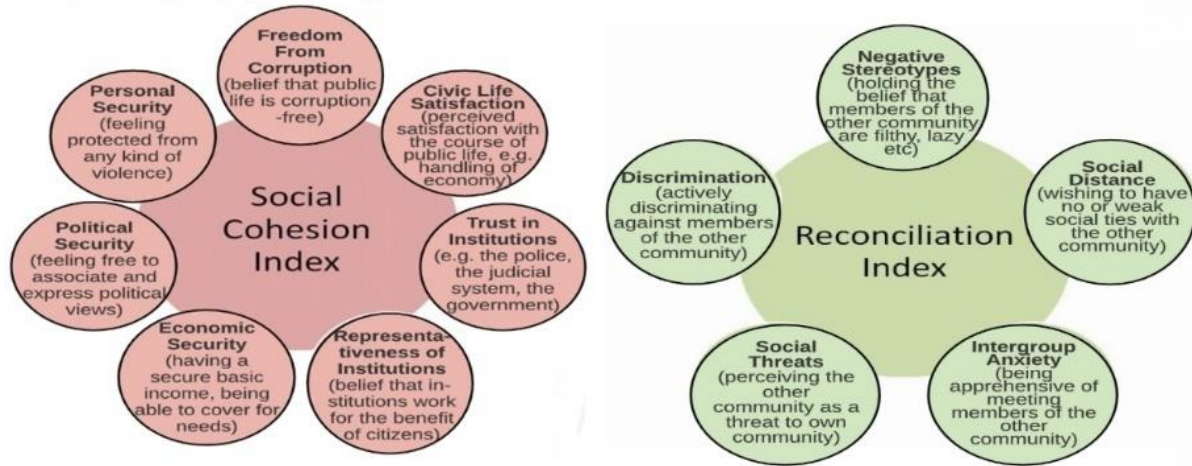 Freedom
From
Corruption
(belief that public
life is corruption
-free)
Civic Life
Satisfaction
(perceived
satisfaction with
the course of
public life, e.g.
handling of
economy)
Trust in
Institutions
(e.g. the police,
the judicial
system, the
government)
Representa-
tiveness of
Institutions
(belief that in-
stitutions work
for the benefit
of citizens)
Economic
Security
(having a
secure basic
income, being
able to cover for
needs)
Political
Security
(feeling free to
associate and
express political
views)
Personal
Security
(feeling
protected from
any kind of
violence)
Social
Cohesion
Index
Negative
Stereotypes
(holding the
belief that
members of the
other community
are filthy, lazy
etc)
Social
Distance
(wishing to have
no or weak
social ties with
the other
community)
Intergroup
Anxiety
(being
apprehensive of
meeting
members of the
other
community)
Social
Threats
(perceiving the
other
community as a
threat to own
community)
Discrimination
(actively
discriminating
against members
of the other
community)
Reconciliation
Index